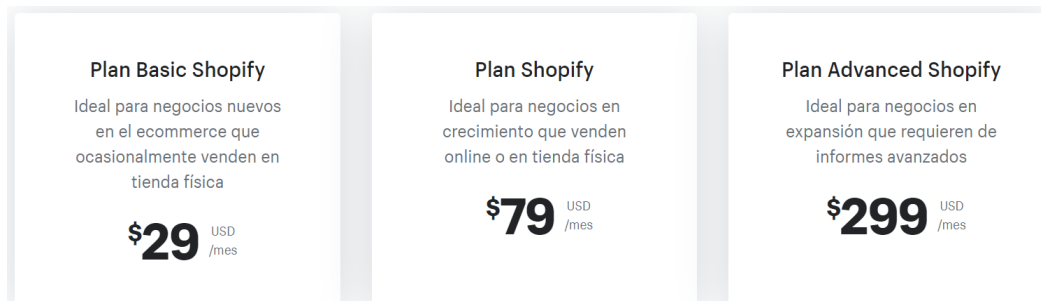 Plan Basic Shopify
Ideal para negocios nuevos
en el ecommerce que
ocasionalmente venden en
tienda física
$29 USD
/mes
Plan Shopify
Ideal para negocios en
crecimiento que venden
online o en tienda física
$79 USD
/mes
Plan Advanced Shopify
Ideal para negocios en
expansión que requieren de
informes avanzados
$299 USD
/mes